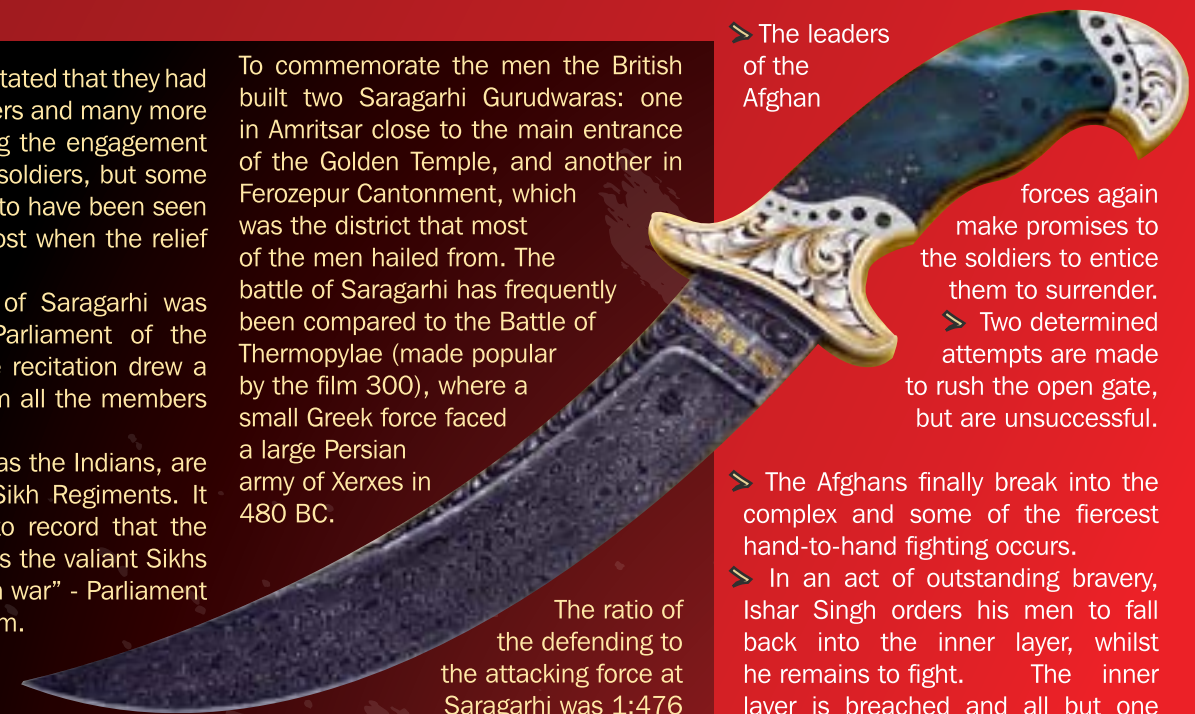 tated that they had
ers and many more
g the engagement
soldiers, but some
to have been seen
ost when the relief
of Saragarhi was
Parliament of the
recitation drew a
m all the members
as the Indians, are
Sikh Regiments. It
to record that the
s the valiant Sikhs
war” - Parliament
m.
To commemorate the men the British
built two Saragarhi Gurudwaras: one
in Amritsar close to the main entrance
of the Golden Temple, and another in
Ferozepur Cantonment, which
was the district that most
of the men hailed from. The
battle of Saragarhi has frequently
been compared to the Battle of
Thermopylae (made popular
by the film 300), where a
small Greek force faced
a large Persian
army of Xerxes in
480 BC.
The ratio of
the defending to
the attacking force at
Saragarhi was 1:476
> The leaders
of the
Afghan
forces again
make promises to
the soldiers to entice
them to surrender.
> Two determined
attempts are made
to rush the open gate,
but are unsuccessful.
> The Afghans finally break into the
complex and some of the fiercest
hand-to-hand fighting occurs.
> In an act of outstanding bravery,
Ishar Singh orders his men to fall
back into the inner layer, whilst
he remains to fight. The inner
layer is breached and all but one